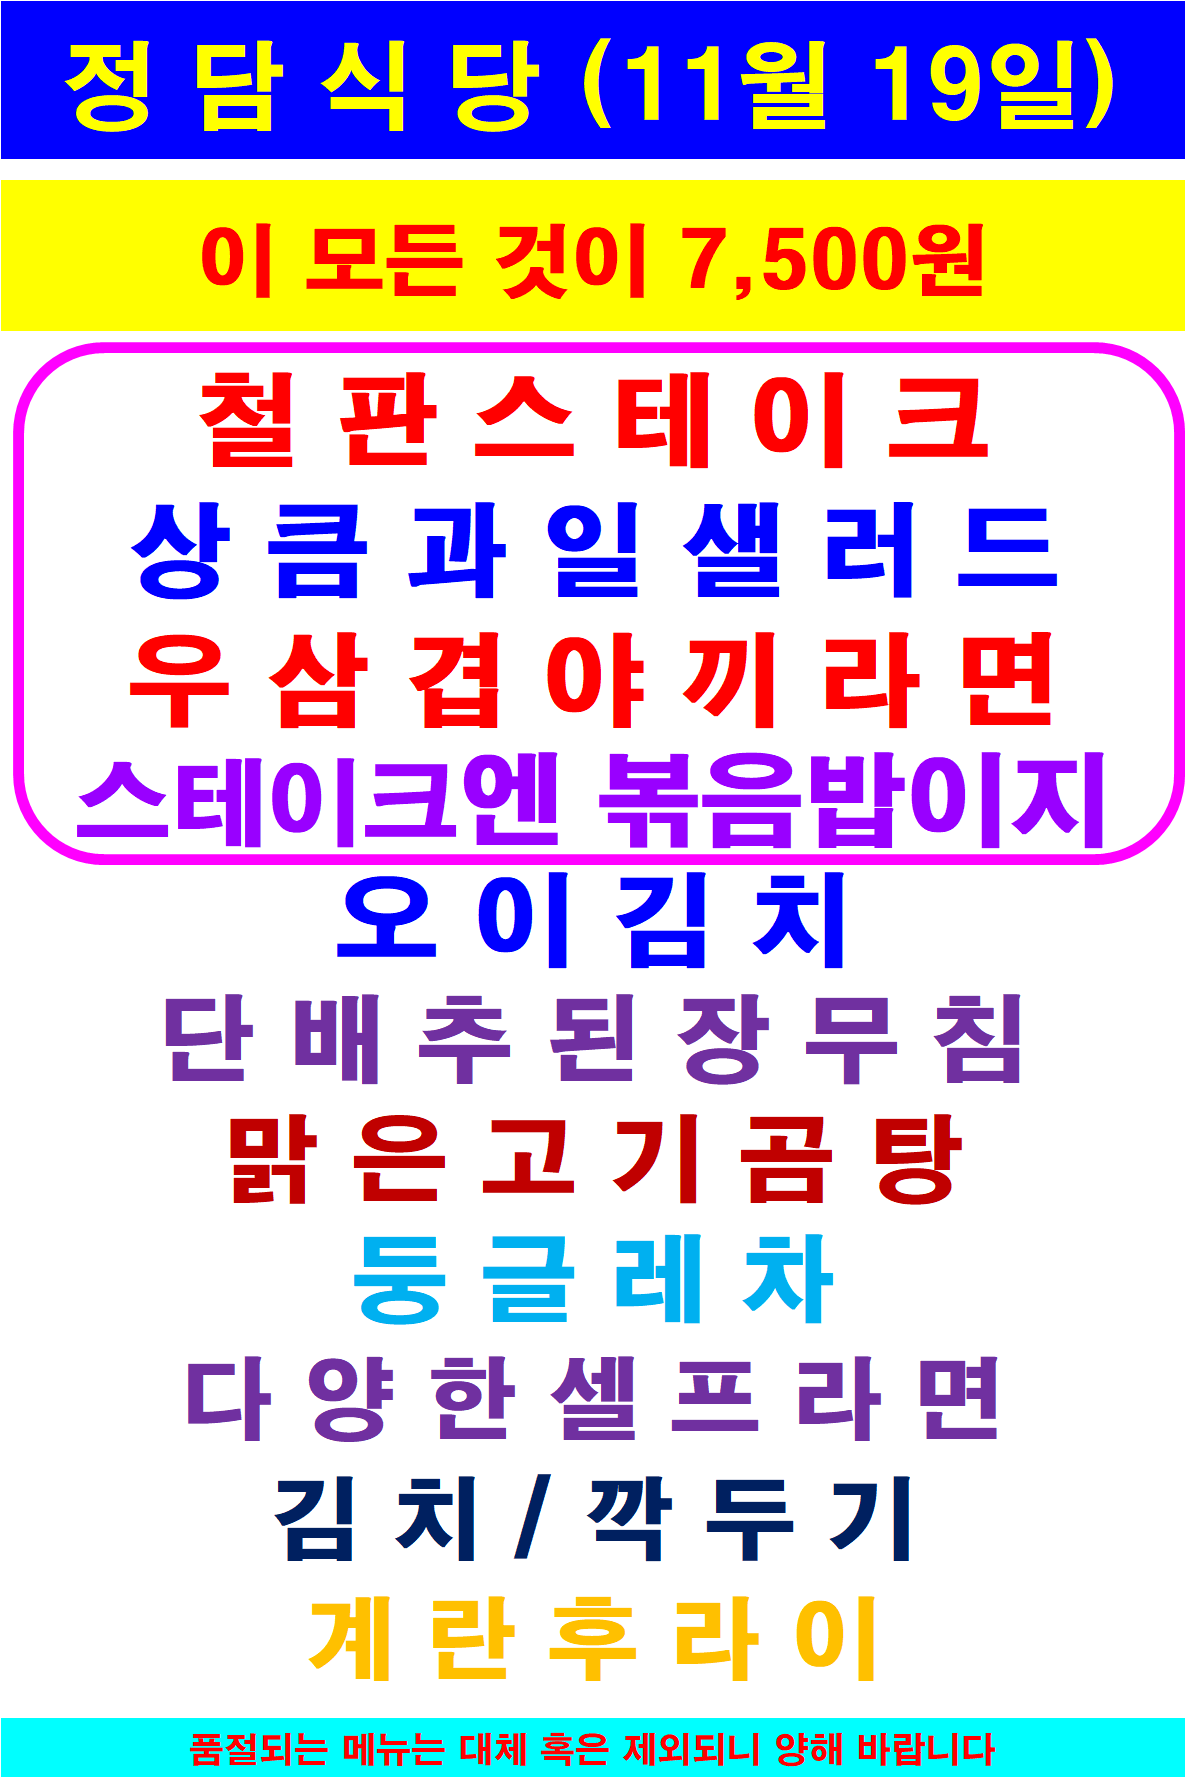 정 담 식 당 (11월 19일)
이 모든 것이 7,500원
철 판 스 테 이 크
상 큼 과 일 샐 러 드
우 삼 겹 야 끼 라 면
스테이크엔 볶음밥이지
오 이 김 치
단 배 추 된 장 무 침
맑 은 고 기 곰 탕
둥 글 레 차
다 양 한 셀 프 라 면
김 치 / 깍 두 기
계 란 후 라 이
품절되는 메뉴는 대체 혹은 제외되니 양해 바랍니다